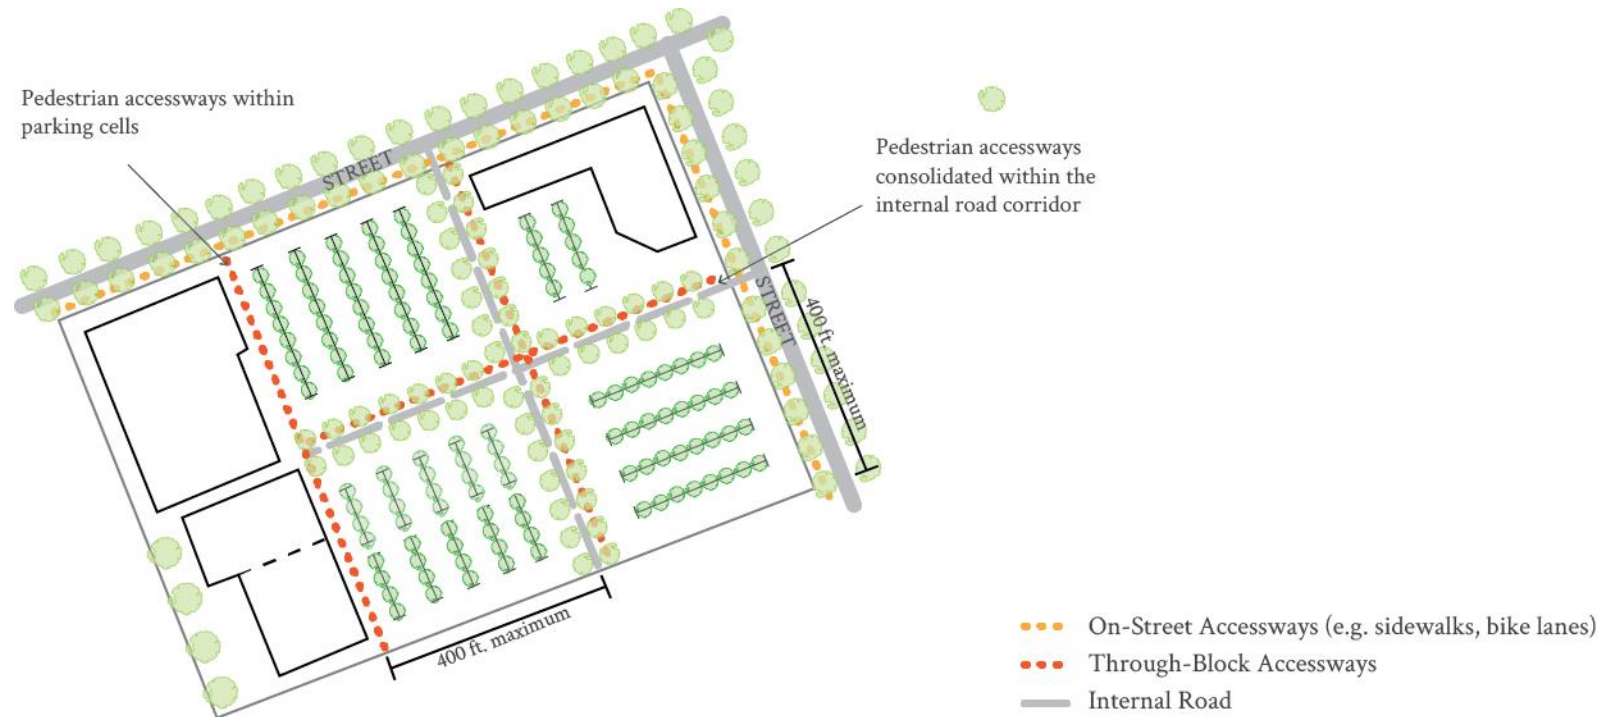 Pedestrian accessways within
parking cells
STREET
Pedestrian accessways
consolidated within the
internal road corridor
STREET
400 ft. maximum
400 ft. maximum
On-Street Accessways (e.g. sidewalks, bike lanes)
Through-Block Accessways
Internal Road